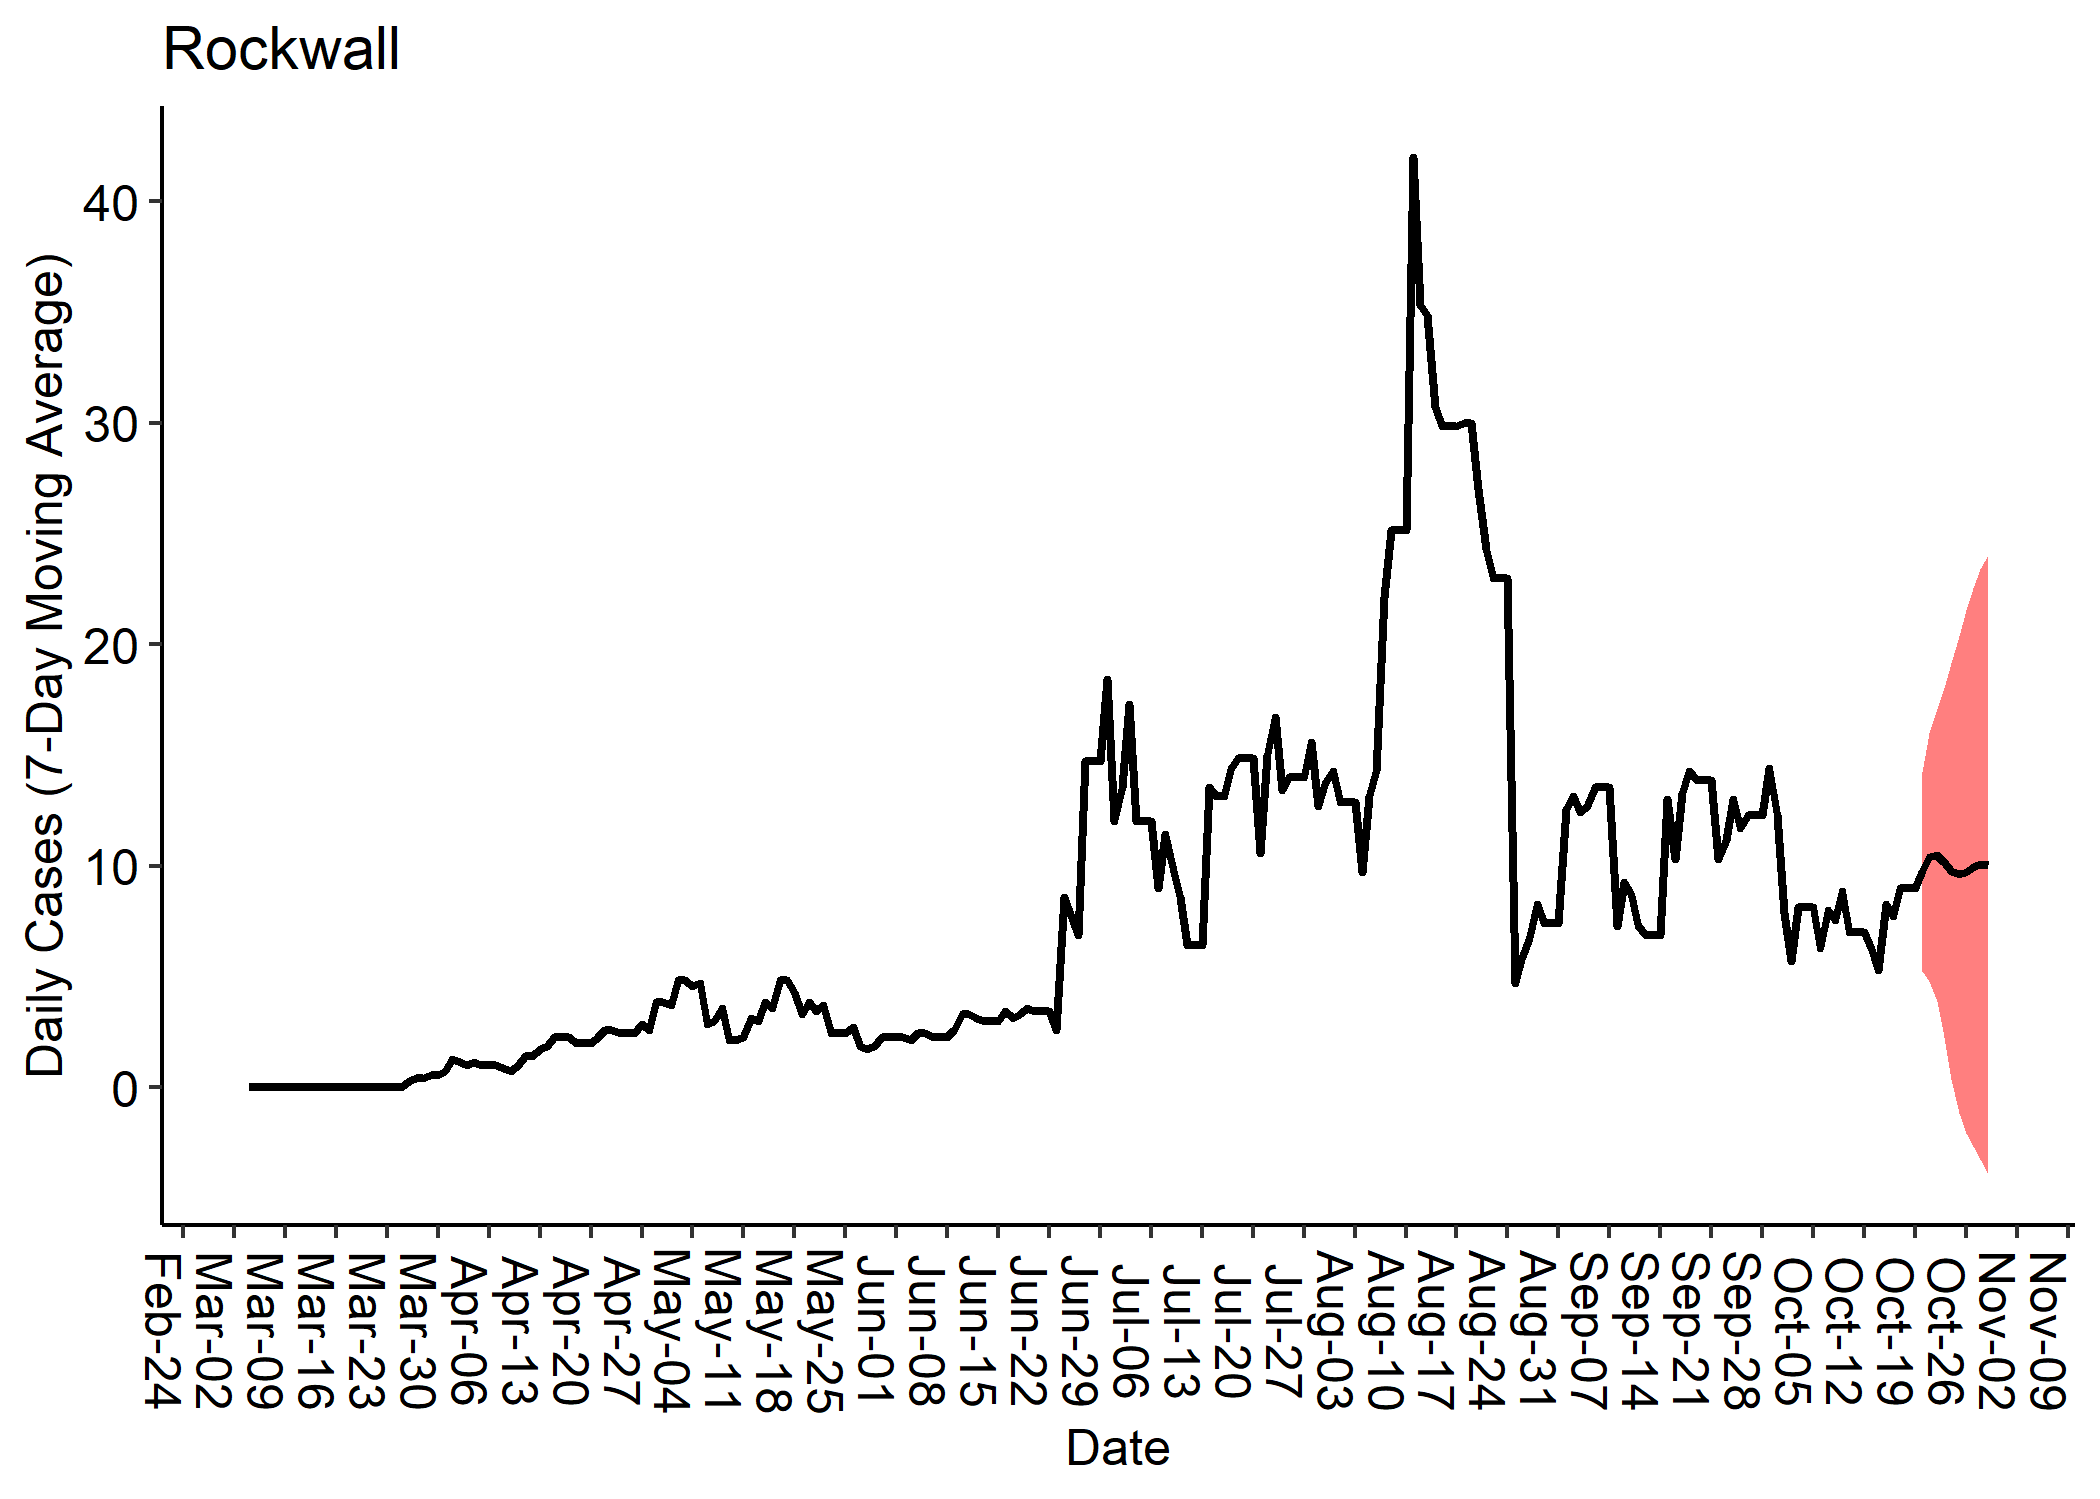 Rockwall
Daily Cases (7-Day Moving Average)
40
30
20
10
0
Feb-24
Mar-02
Mar-09
Mar-16
Mar-23
Mar-30
Apr-06
Apr-13
Apr-20
Apr-27
May-04
May-11
May-18
May-25
Jun-01
Jun-08
Jun-15
Jun-22
Jun-29
Jul-06
Jul-13
Jul-20
Jul-27
Aug-03
Aug-10
Aug-17
Aug-24
Aug-31
Sep-07
Sep-14
Sep-21
Sep-28
Oct-05
Oct-12
Oct-19
Oct-26
Nov-02
Nov-09
Date